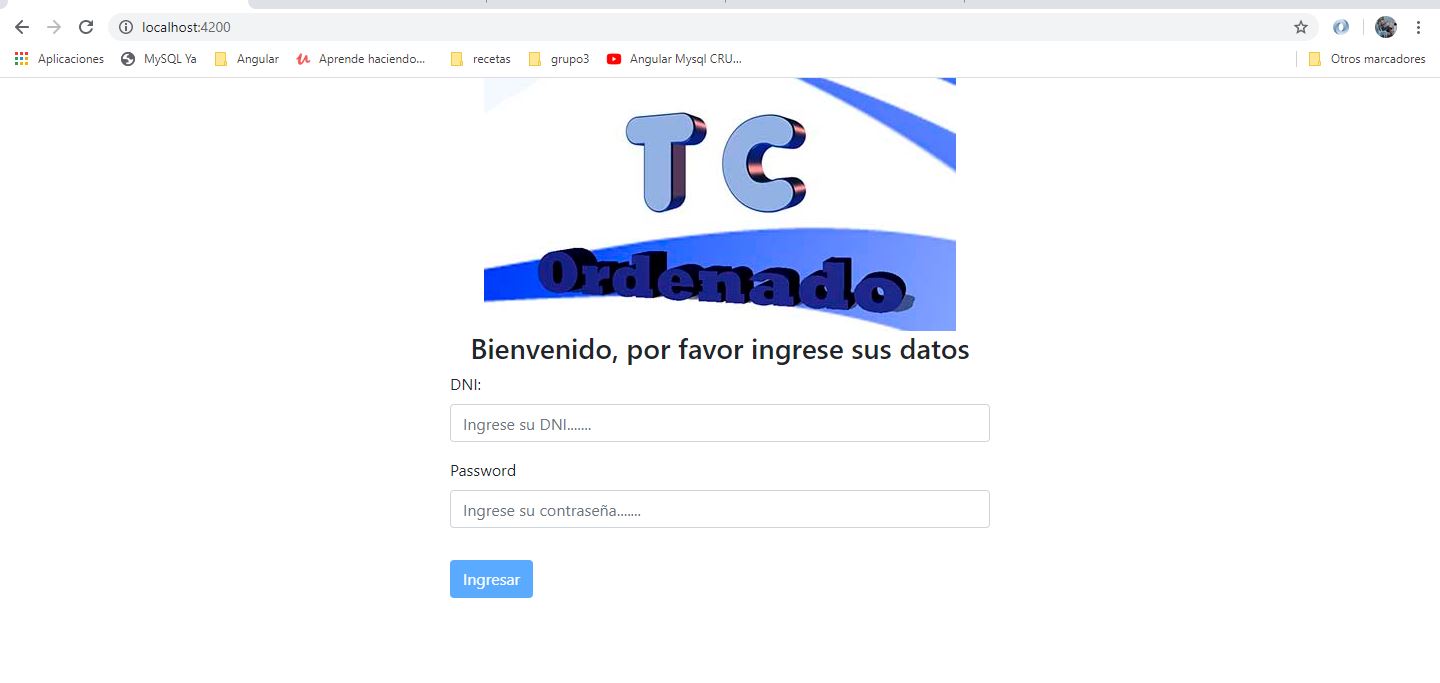 localhost:4200
Aplicaciones MySQL Ya Angular Aprende haciendo... recetas grupo3 Angular Mysql CRU... Otros marcadores
T C
Ordenado
Bienvenido, por favor ingrese sus datos
DNI:
Ingrese su DNI.......
Password
Ingrese su contraseña.......
Ingresar